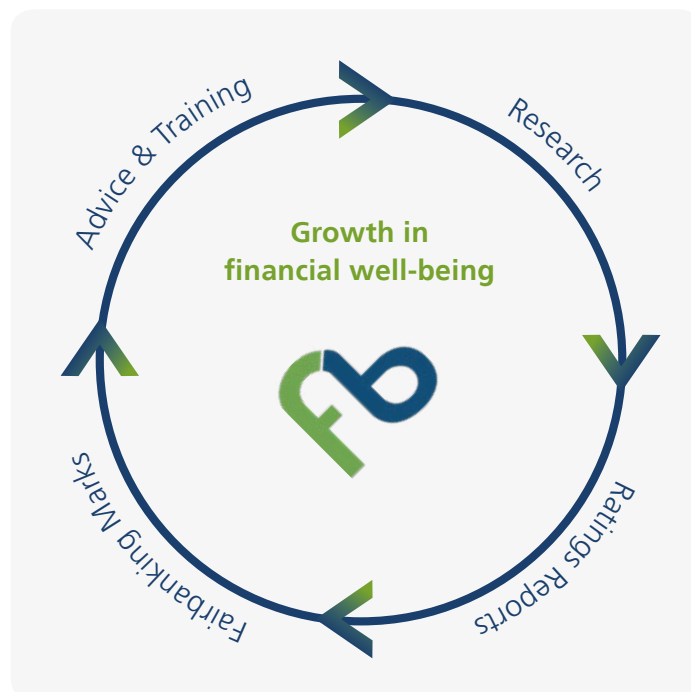 Growth in
financial well-being
Research
Ratings Reports
Fairbanking Marks
Advice & Training